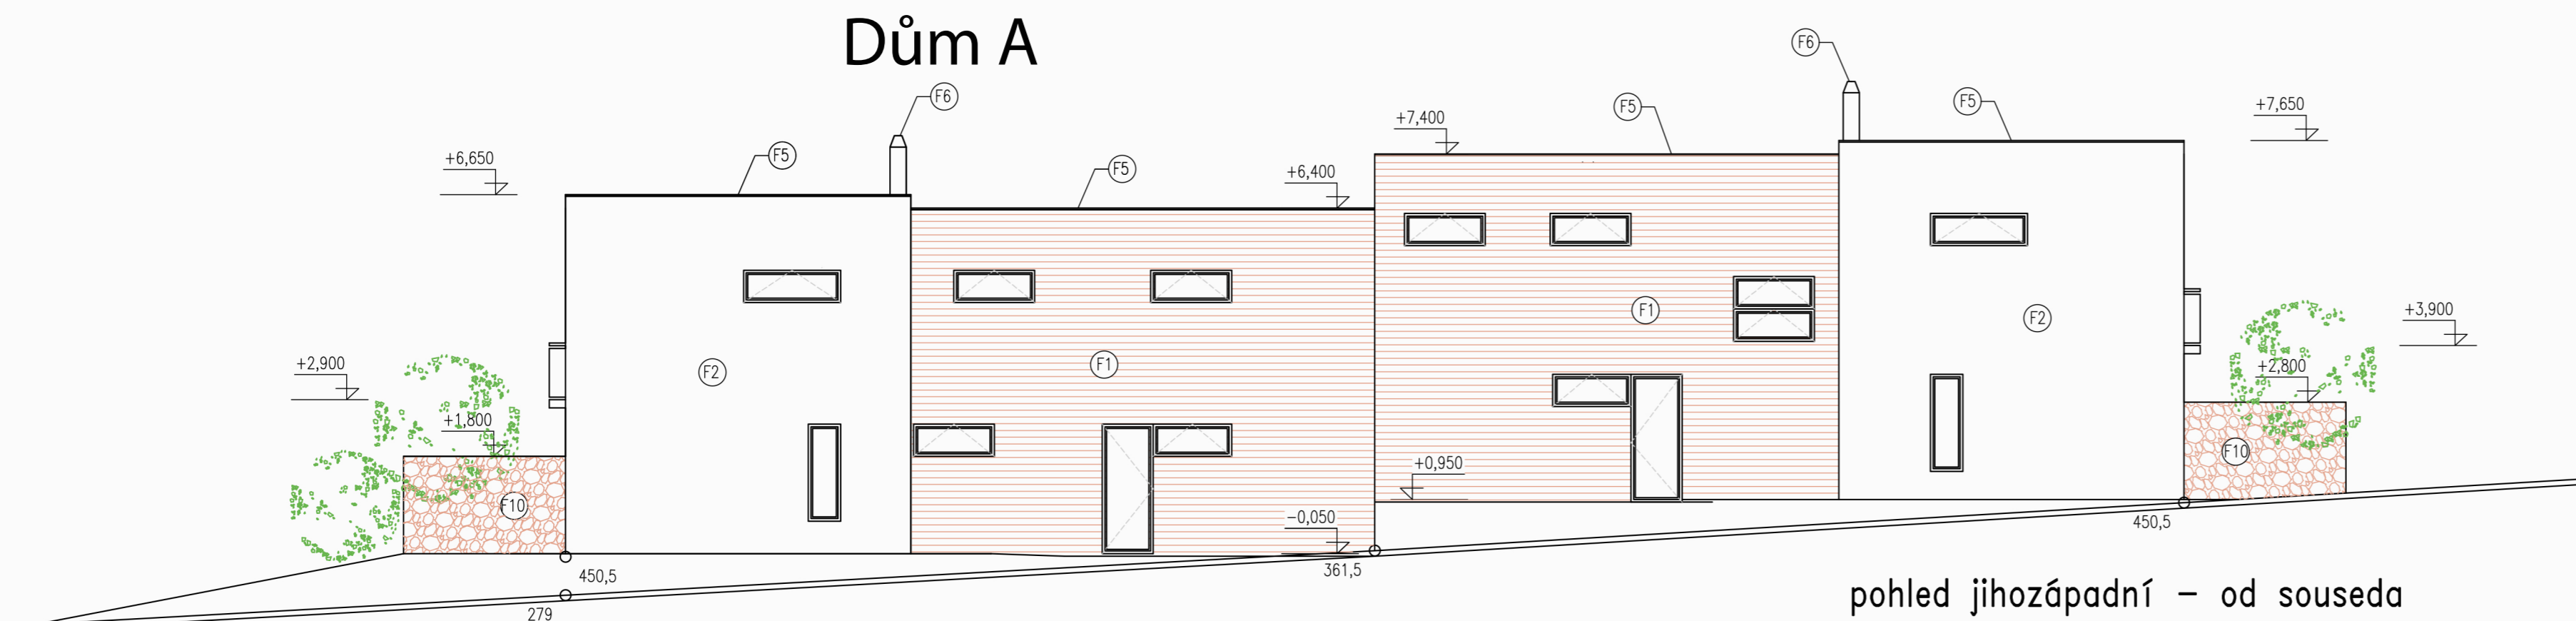 Dům A
F6
F6
F5
F5
+7,650
+7,400
F5
+6,650
F5
+6,400
+3,900
F1
F2
+2,900
F2
F1
+2,800
+1,800
F10
+0,950
F10
-0,050
450,5
361,5
450,5
279
pohled jihozápadní – od souseda